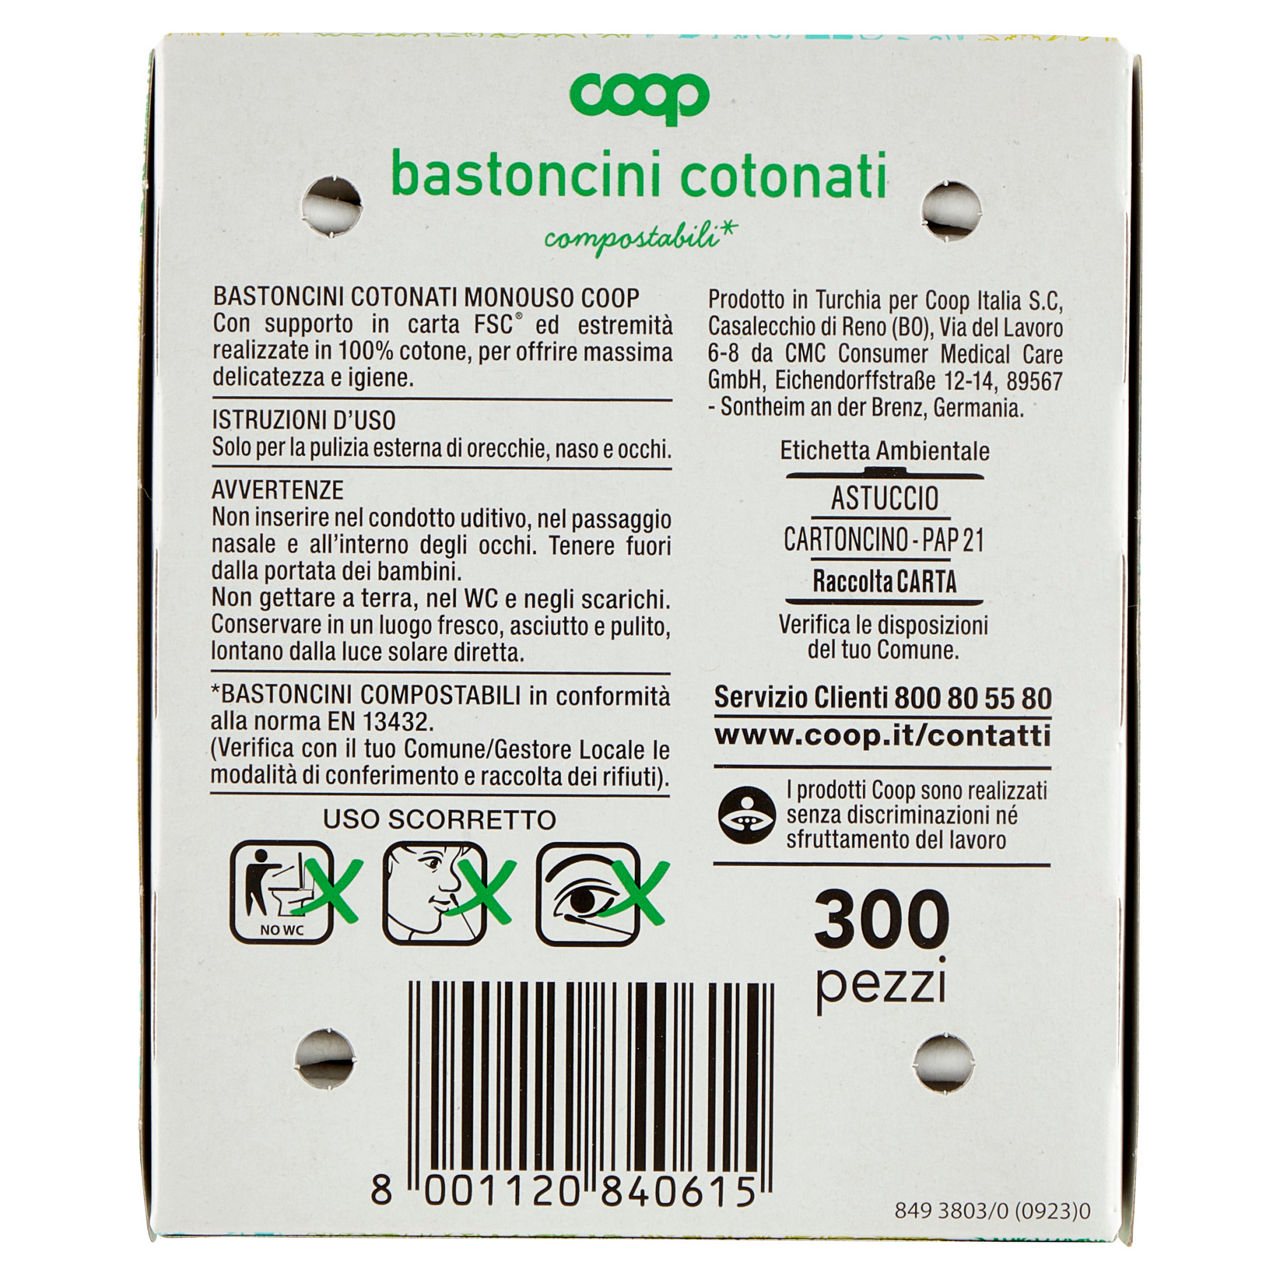 coop
bastoncini cotonati
compostabili*
BASTONCINI COTONATI MONOUSO COOP
Con supporto in carta FSC® ed estremità
realizzate in 100% cotone, per offrire massima
delicatezza e igiene.
ISTRUZIONI D'USO
Solo per la pulizia esterna di orecchie, naso e occhi.
AVVERTENZE
Non inserire nel condotto uditivo, nel passaggio
nasale e all'interno degli occhi. Tenere fuori
dalla portata dei bambini.
Non gettare a terra, nel WC e negli scarichi.
Conservare in un luogo fresco, asciutto e pulito,
lontano dalla luce solare diretta.
*BASTONCINI COMPOSTABILI in conformità
alla norma EN 13432.
(Verifica con il tuo Comune/Gestore Locale le
modalità di conferimento e raccolta dei rifiuti).
USO SCORRETTO
NO WC
Prodotto in Turchia per Coop Italia S.C,
Casalecchio di Reno (BO), Via del Lavoro
6-8 da CMC Consumer Medical Care
GmbH, Eichendorffstraße 12-14, 89567
- Sontheim an der Brenz, Germania.
Etichetta Ambientale
ASTUCCIO
CARTONCINO - PAP 21
Raccolta CARTA
Verifica le disposizioni
del tuo Comune.
Servizio Clienti 800 80 55 80
www.coop.it/contatti
I prodotti Coop sono realizzati
senza discriminazioni né
sfruttamento del lavoro
300
pezzi
8 001120 840615
849 3803/0 (0923)0